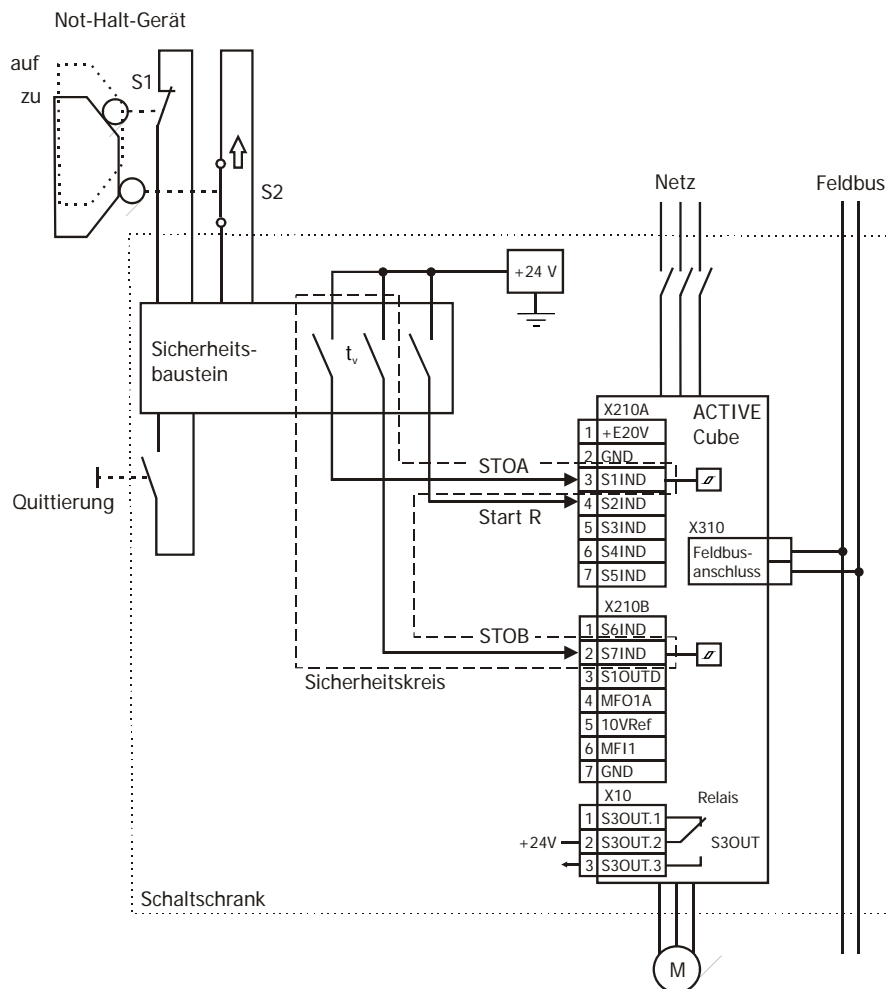 Not-Halt-Gerät
auf
zu
S1
S2
Netz
Feldbus
+24 V
Sicherheits-
baustein
tv
Quittierung
STOA
Start R
STOB
Sicherheitskreis
ACTIVE
Cube
X210A
1 +E20V
2 GND
3 S1IND
4 S2IND
5 S3IND
6 S4IND
7 S5IND
X310
Feldbus-
anschluss
X210B
1 S6IND
2 S7IND
3 S1OUTD
4 MFO1A
5 10VRef
6 MFI1
7 GND
X10
Relais
1 S3OUT.1
+24V 2 S3OUT.2
3 S3OUT.3
S3OUT
Schaltschrank
M